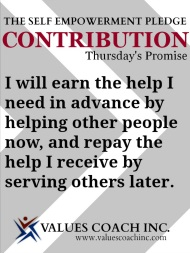 THE SELF EMPOWERMENT PLEDGE
CONTRIBUTION
Thursday's Promise
I will earn the help I
need in advance by
helping other people
now, and repay the
help I receive by
serving others later.
VALUES COACH INC.
www.valuescoachinc.com